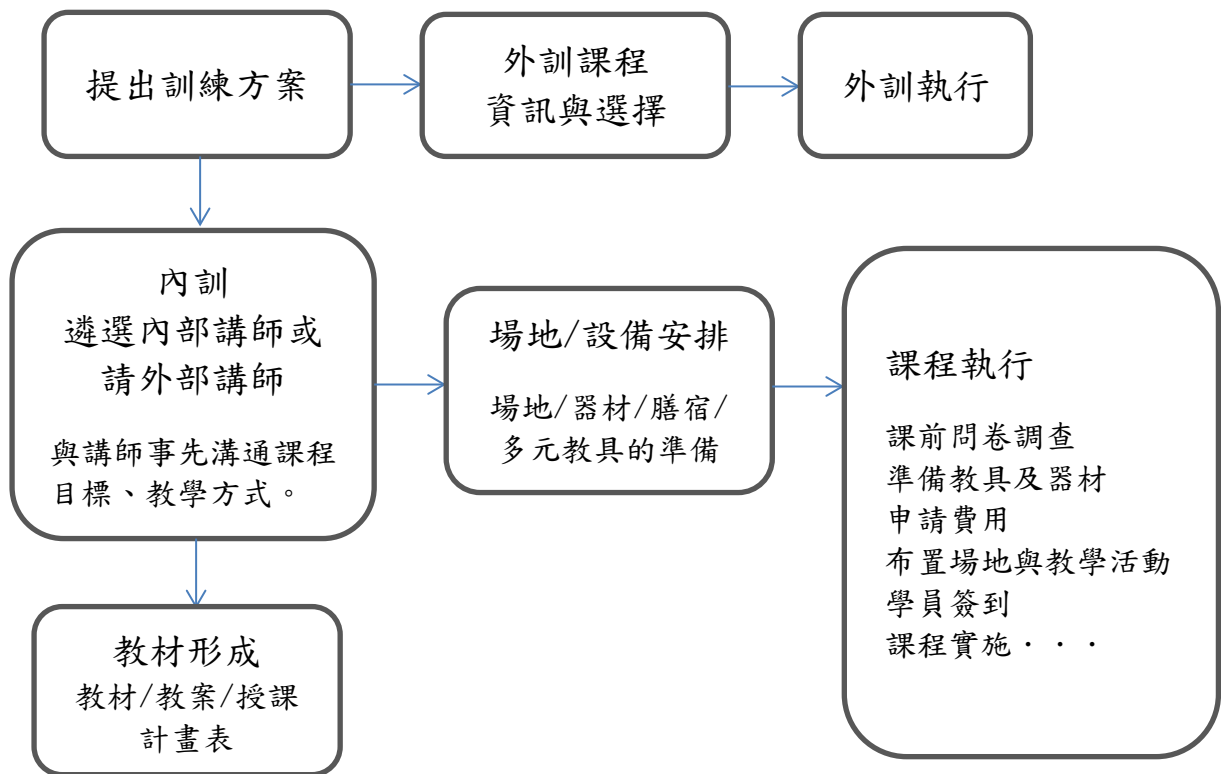 提出訓練方案
外訓課程
資訊與選擇
外訓執行
內訓
遴選內部講師或
請外部講師
與講師事先溝通課程
目標、教學方式。
場地/設備安排
場地/器材/膳宿/
多元教具的準備
課程執行
課前問卷調查
準備教具及器材
申請費用
布置場地與教學活動
學員簽到
課程實施···
教材形成
教材/教案/授課
計畫表